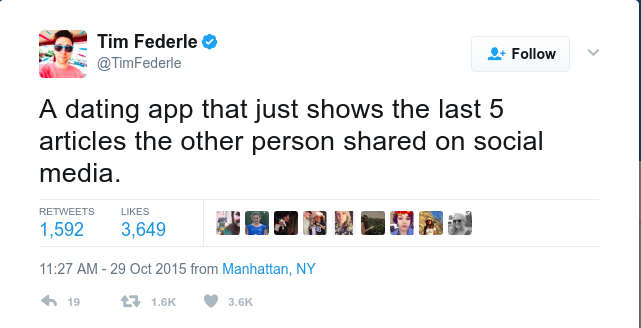 Tim Federle
@TimFederle
Follow
A dating app that just shows the last 5
articles the other person shared on social
media.
RETWEETS
1,592
LIKES
3,649
11:27 AM - 29 Oct 2015 from Manhattan, NY
19
1.6K
3.6K